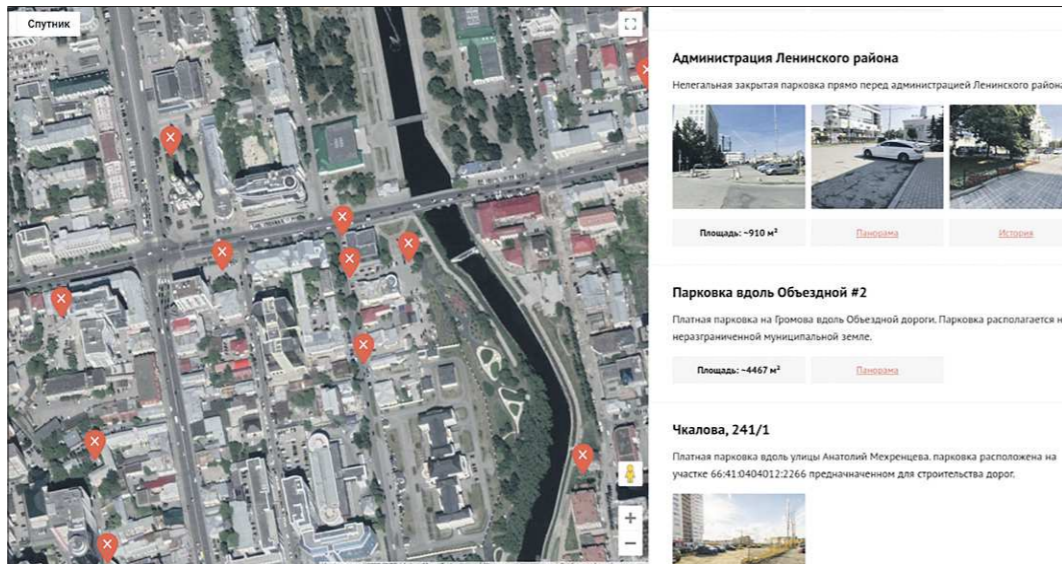 Спутник
Администрация Ленинского района
Нелегальная закрытая парковка прямо перед администрацией Ленинского района
Площадь: ~910 м²
Панорама
История
Парковка вдоль Объездной #2
Платная парковка на Громова вдоль Объездной дороги. Парковка располагается
неразграниченной муниципальной земле.
Площадь: ~4467 м²
Панорама
Чкалова, 241/1
Платная парковка вдоль улицы Анатолий Мехренцева. парковка расположена на
участке 66:41:0404012:2266 предначначенном для строительства дорог.